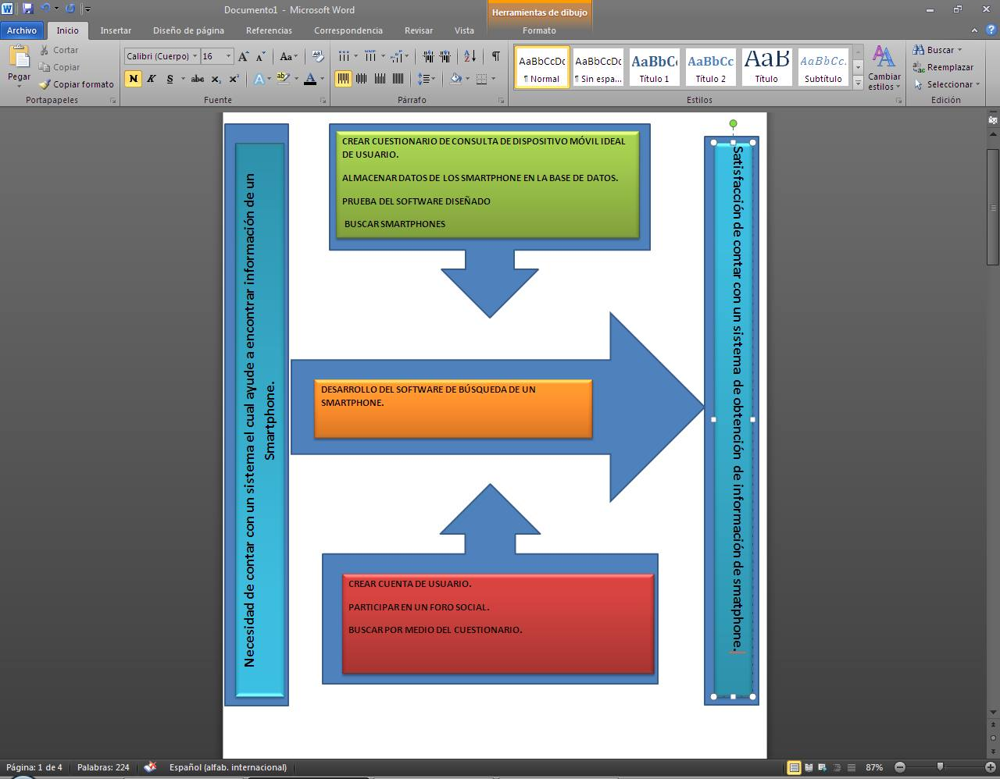 Documento1 - Microsoft Word
Herramientas de dibujo
Archivo Inicio Insertar Diseño de página Referencias Correspondencia Revisar Vista Formato
Pegar
Cortar
Copiar
Copiar formato
Portapapeles
Calibri (Cuerpo) 16
Fuente
Párrafo
AaBbCcDc AaBbCcDc AaBbC AaBbCc AaB AaBbCc.
¶ Normal ¶ Sin espa... Título 1 Título 2 Título Subtítulo
Estilos
Cambiar
estilos
Buscar
Reemplazar
Seleccionar
Edición
Necesidad de contar con un sistema el cual ayude a encontrar información de un
Smartphone.
CREAR CUESTIONARIO DE CONSULTA DE DISPOSITIVO MÓVIL IDEAL
DE USUARIO.
ALMACENAR DATOS DE LOS SMARTPHONE EN LA BASE DE DATOS.
PRUEBA DEL SOFTWARE DISEÑADO
BUSCAR SMARTPHONES
DESARROLLO DEL SOFTWARE DE BÚSQUEDA DE UN
SMARTPHONE.
CREAR CUENTA DE USUARIO.
PARTICIPAR EN UN FORO SOCIAL.
BUSCAR POR MEDIO DEL CUESTIONARIO.
Satisfacción de contar con un sistema de obtención de información de smatphone.
Página: 1 de 4 Palabras: 224 Español (alfab. internacional) 87%